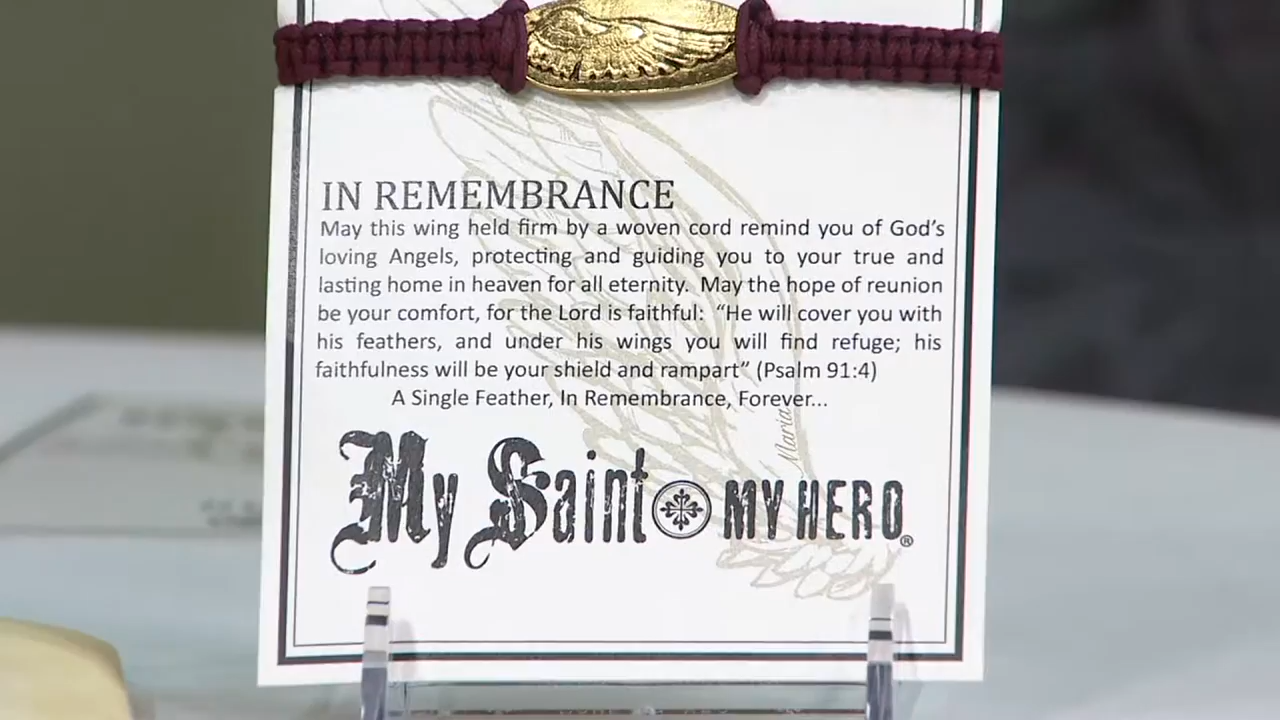 IN REMEMBRANCE
May this wing held firm by a woven cord remind you of God's
loving Angels, protecting and guiding you to your true and
lasting home in heaven for all eternity. May the hope of reunion
be your comfort, for the Lord is faithful: “He will cover you with
his feathers, and under his wings you will find refuge; his
faithfulness will be your shield and rampart” (Psalm 91:4)
A Single Feather, In Remembrance, Forever...
Maria
My Saint MY HERO®